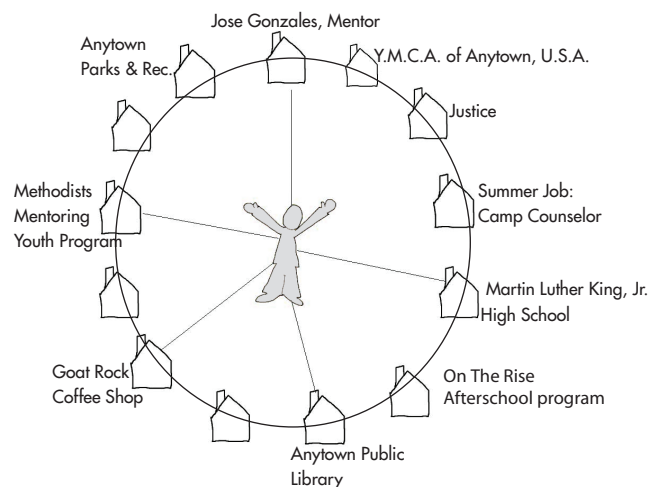 Jose Gonzales, Mentor
Anytown
Parks & Rec.
Y.M.C.A. of Anytown, U.S.A.
Justice
Methodists
Mentoring
Youth Program
Summer Job:
Camp Counselor
Martin Luther King, Jr.
High School
Goat Rock
Coffee Shop
On The Rise
Afterschool program
Anytown Public
Library